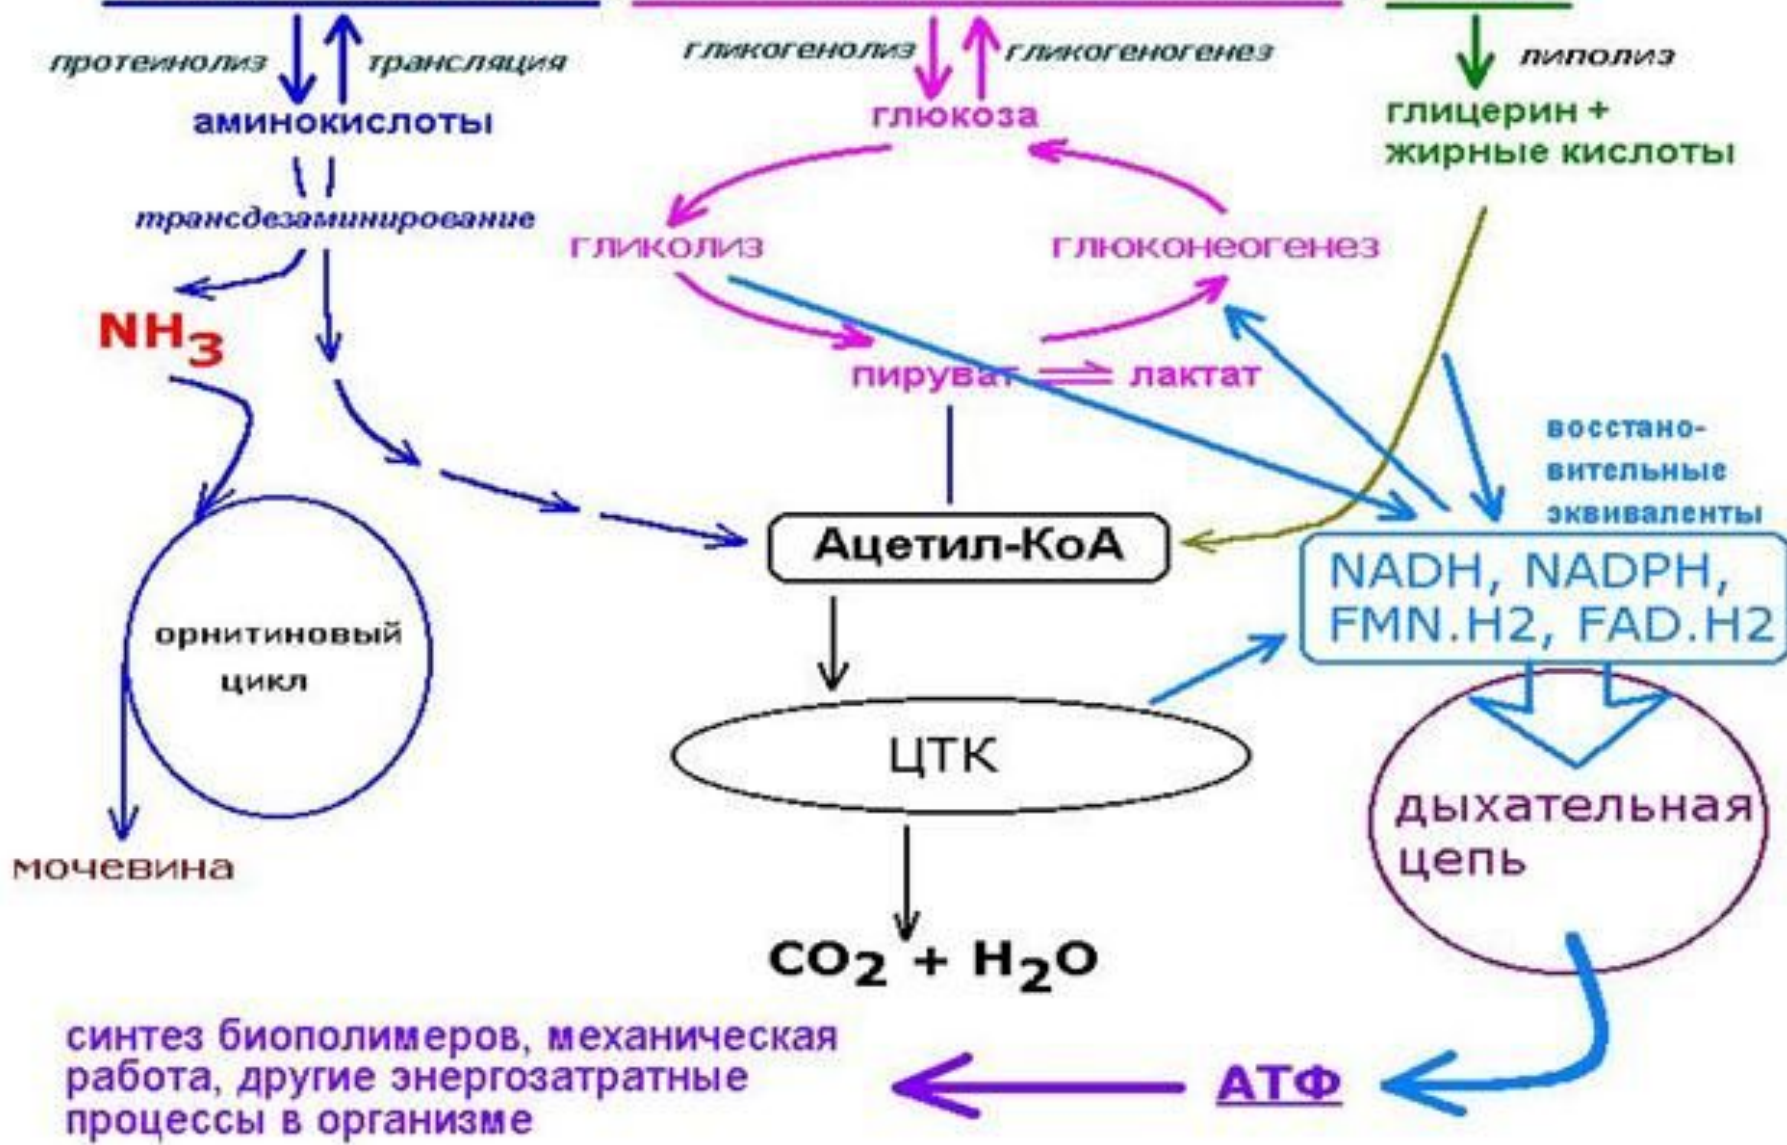 протеинолиз
трансляция
гликогенолиз
гликогеногенез
пиполиз
аминокислоты
глюкоза
глицерин +
жирные кислоты
трансдезаминирование
гликолиз
глюконеогенез
NH3
пируват
лактат
восстано-
вительные
эквиваленты
Ацетил-КоА
NADH, NADPH,
FMN.H2, FAD.H2
орнитиновый
цикл
ЦТК
дыхательная
цепь
мочевина
CO2 + H2O
синтез биополимеров, механическая
работа, другие энергозатратные
процессы в организме
АТФ